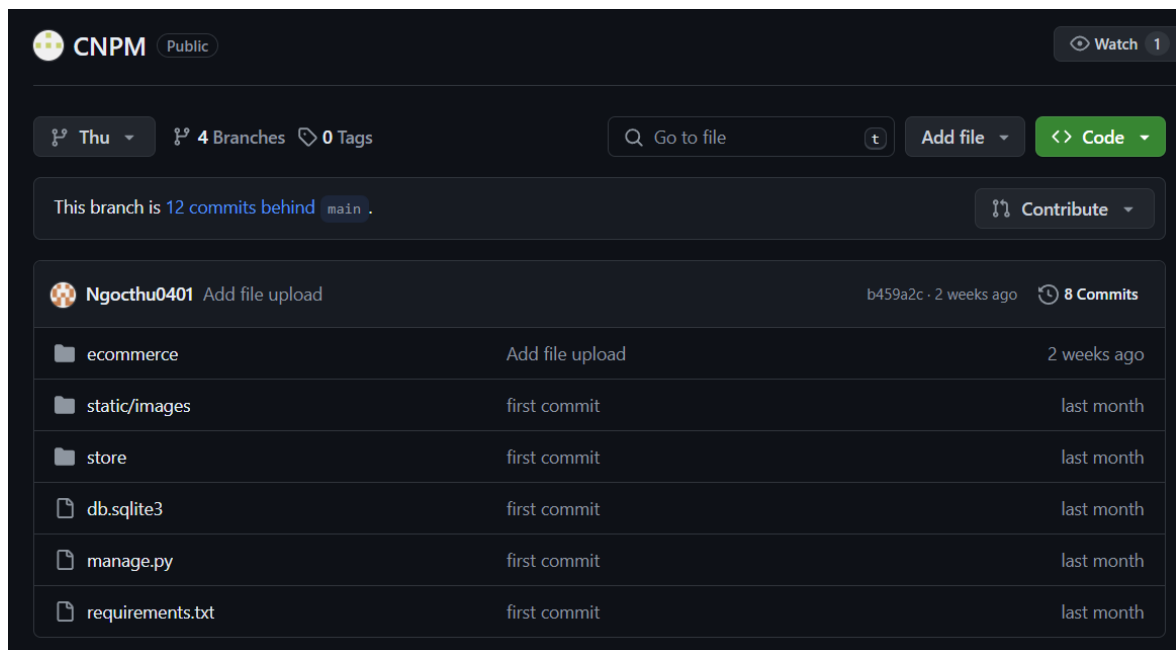 CNPM Public Watch 1
Thu 4 Branches 0 Tags Go to file t Add file <> Code
This branch is 12 commits behind main . Contribute
Ngocthu0401 Add file upload b459a2c · 2 weeks ago 8 Commits
ecommerce Add file upload 2 weeks ago
static/images first commit last month
store first commit last month
db.sqlite3 first commit last month
manage.py first commit last month
requirements.txt first commit last month